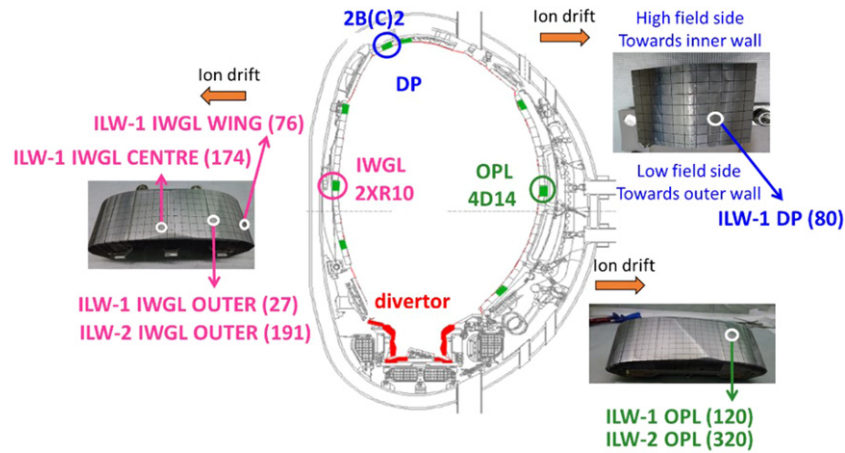 2B(C)2
DP
Ion drift
High field side
Towards inner wall
Low field side
Towards outer wall
ILW-1 DP (80)
Ion drift
ILW-1 IWGL WING (76)
ILW-1 IWGL CENTRE (174)
IWGL
2XR10
OPL
4D14
ILW-1 IWGL OUTER (27)
ILW-2 IWGL OUTER (191)
divertor
Ion drift
ILW-1 OPL (120)
ILW-2 OPL (320)